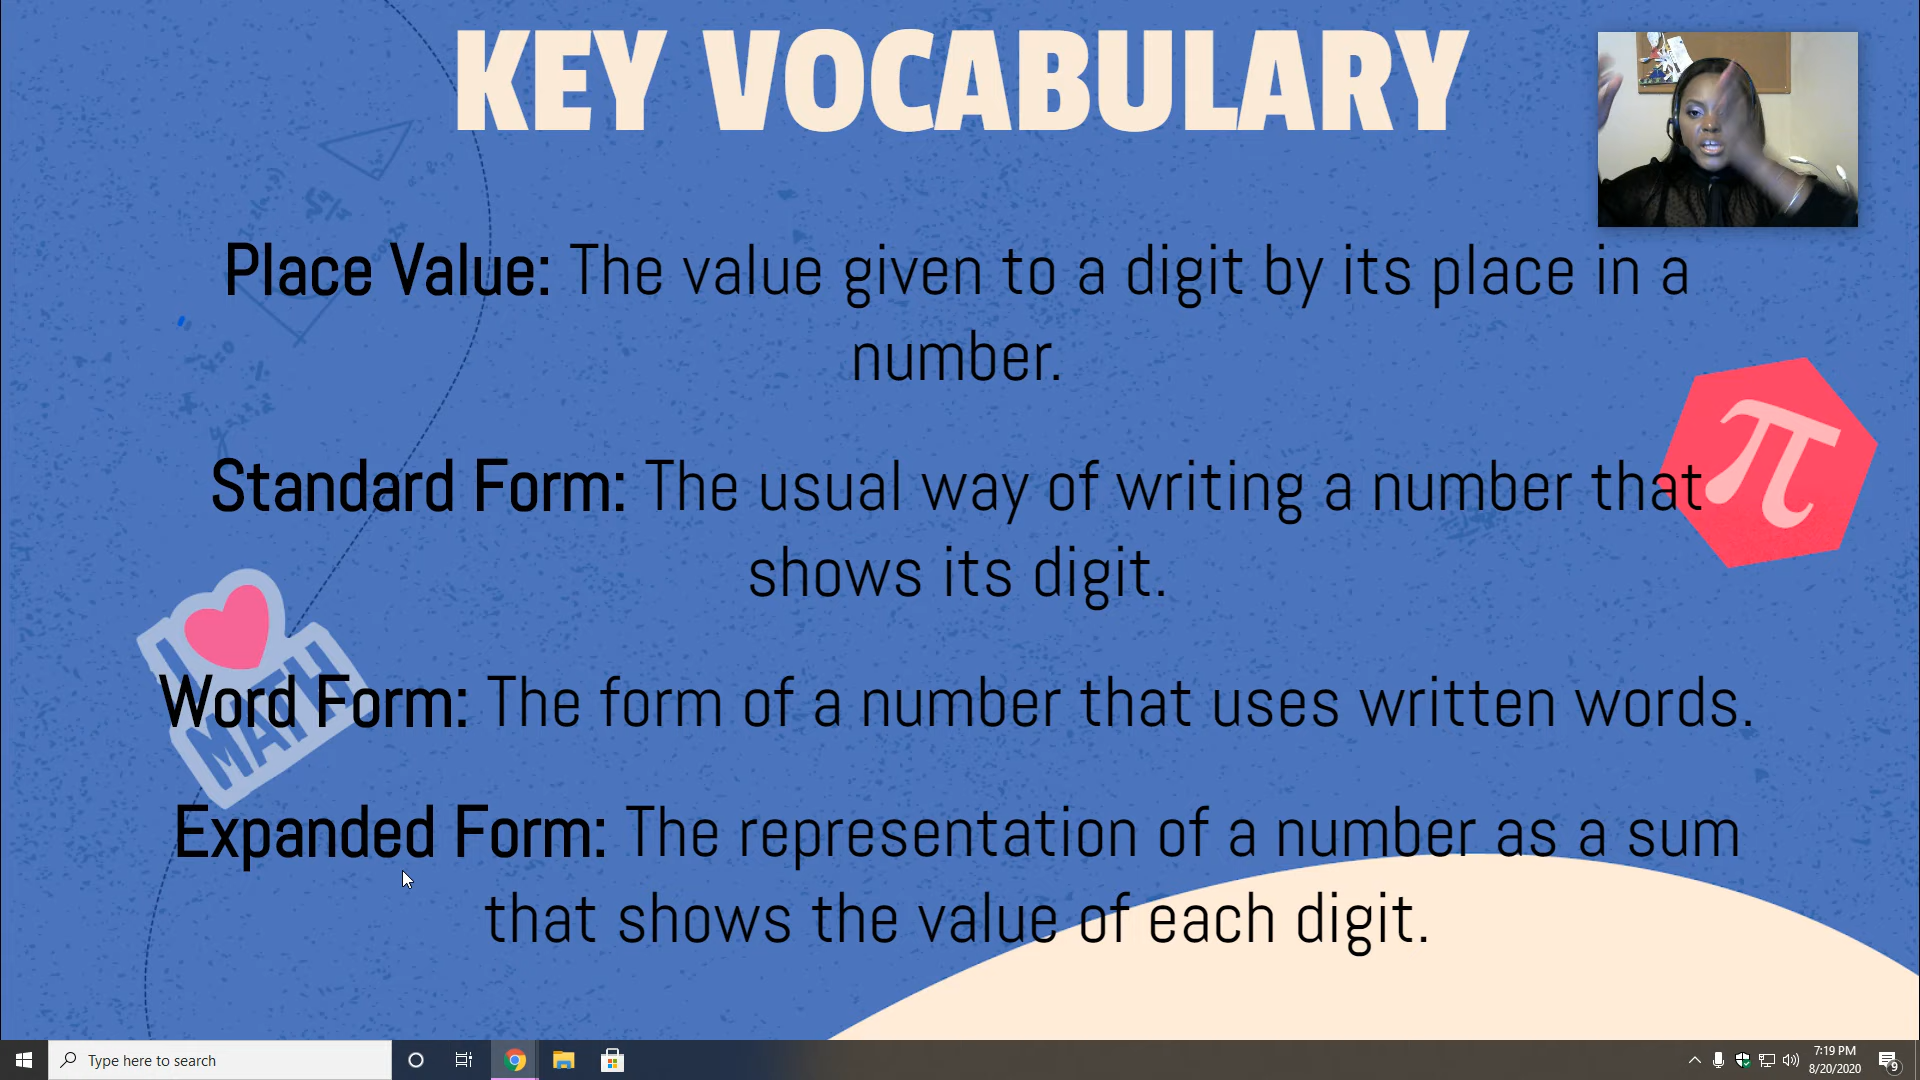 KEY VOCABULARY
Place Value: The value given to a digit by its place in a
number.
Standard Form: The usual way of writing a number that
shows its digit.
I
MATH
π
Word Form: The form of a number that uses written words.
Expanded Form: The representation of a number as a sum
that shows the value of each digit.
Type here to search
7:19 PM
8/20/2020
9